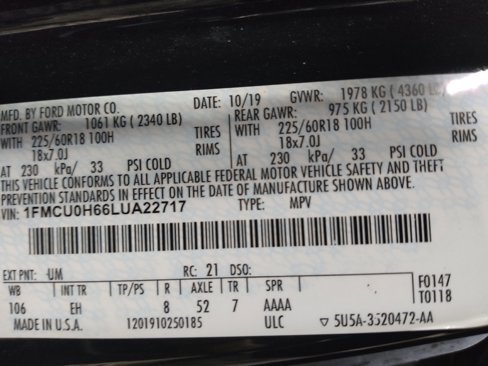 MFD. BY FORD MOTOR CO.
DATE: 10/19 GVWR: 1978 KG ( 4360 LB)
FRONT GAWR: 1061 KG ( 2340 LB) REAR GAWR: 975 KG ( 2150 LB)
WITH 225/60R18 100H TIRES WITH 225/60R18 100H TIRES
18x7.0J RIMS 18x7.0J RIMS
AT 230 kPa/ 33 PSI COLD AT 230 kPa/ 33 PSI COLD
THIS VEHICLE CONFORMS TO ALL APPLICABLE FEDERAL MOTOR VEHICLE SAFETY AND THEFT
PREVENTION STANDARDS IN EFFECT ON THE DATE OF MANUFACTURE SHOWN ABOVE.
VIN: 1FMCU0H66LUA22717 TYPE: MPV
EXT PNT: UM RC: 21 DSO:
WB INT TR TP/PS R AXLE TR SPR F0147
106 EH 8 52 7 AAAA T0118
MADE IN U.S.A. 1201910250185 ULC ▽ 5U5A-3520472-AA